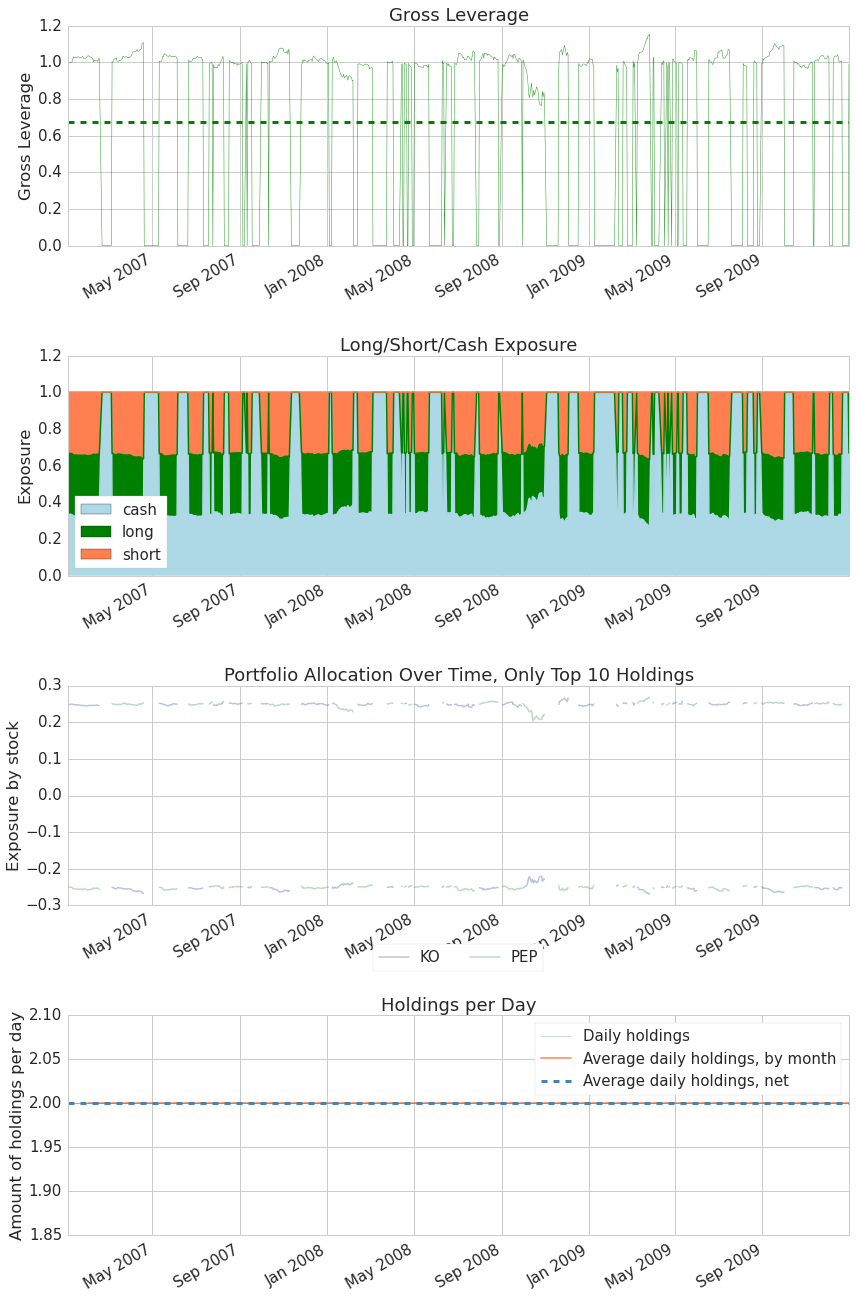 Gross Leverage
Gross Leverage
1.2
1.0
0.8
0.6
0.4
0.2
0.0
May 2007
Sep 2007
Jan 2008
May 2008
Sep 2008
Jan 2009
May 2009
Sep 2009
Long/Short/Cash Exposure
Exposure
1.2
1.0
0.8
0.6
0.4
0.2
0.0
cash
long
short
May 2007
Sep 2007
Jan 2008
May 2008
Sep 2008
Jan 2009
May 2009
Sep 2009
Portfolio Allocation Over Time, Only Top 10 Holdings
Exposure by stock
0.3
0.2
0.1
0.0
−0.1
−0.2
−0.3
May 2007
Sep 2007
Jan 2008
May 2008
Sep 2008
Jan 2009
May 2009
Sep 2009
KO
PEP
Holdings per Day
Amount of holdings per day
2.10
2.05
2.00
1.95
1.90
1.85
Daily holdings
Average daily holdings, by month
Average daily holdings, net
May 2007
Sep 2007
Jan 2008
May 2008
Sep 2008
Jan 2009
May 2009
Sep 2009